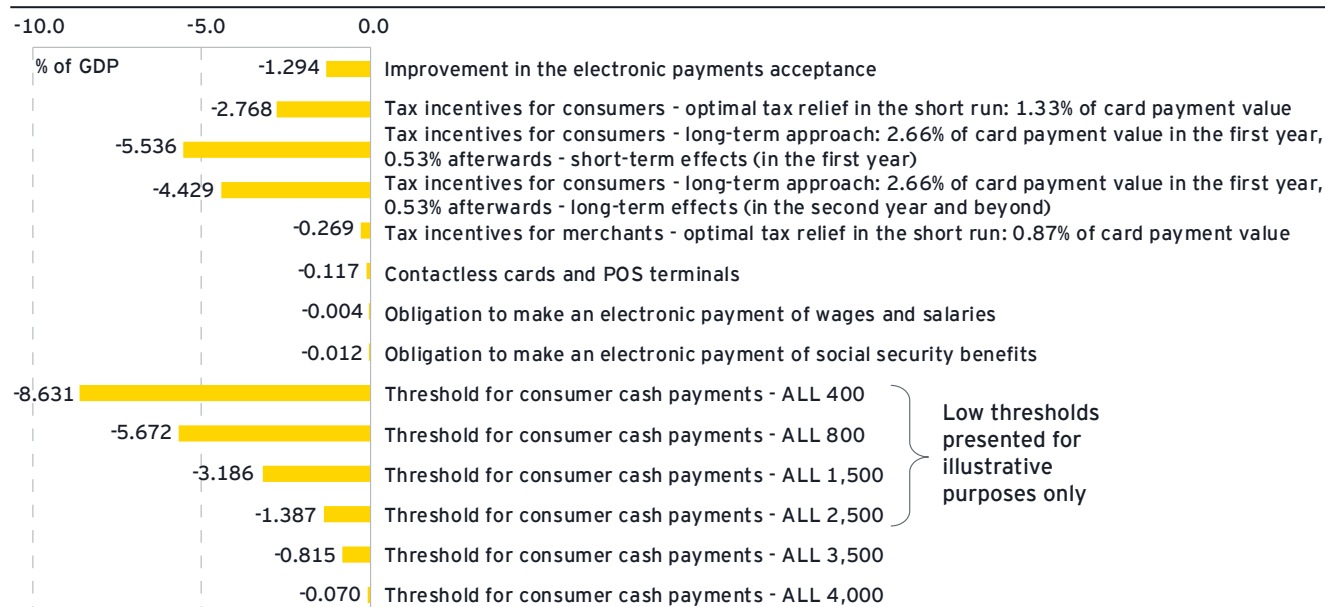 -10.0 -5.0 0.0
% of GDP
-1.294 Improvement in the electronic payments acceptance
-2.768 Tax incentives for consumers - optimal tax relief in the short run: 1.33% of card payment value
-5.536 Tax incentives for consumers - long-term approach: 2.66% of card payment value in the first year,
0.53% afterwards - short-term effects (in the first year)
-4.429 Tax incentives for consumers - long-term approach: 2.66% of card payment value in the first year,
0.53% afterwards - long-term effects (in the second year and beyond)
-0.269 Tax incentives for merchants - optimal tax relief in the short run: 0.87% of card payment value
-0.117 Contactless cards and POS terminals
-0.004 Obligation to make an electronic payment of wages and salaries
-0.012 Obligation to make an electronic payment of social security benefits
-8.631 Threshold for consumer cash payments - ALL 400
-5.672 Threshold for consumer cash payments - ALL 800
-3.186 Threshold for consumer cash payments - ALL 1,500
-1.387 Threshold for consumer cash payments - ALL 2,500
Low thresholds
presented for
illustrative
purposes only
-0.815 Threshold for consumer cash payments - ALL 3,500
-0.070 Threshold for consumer cash payments - ALL 4,000